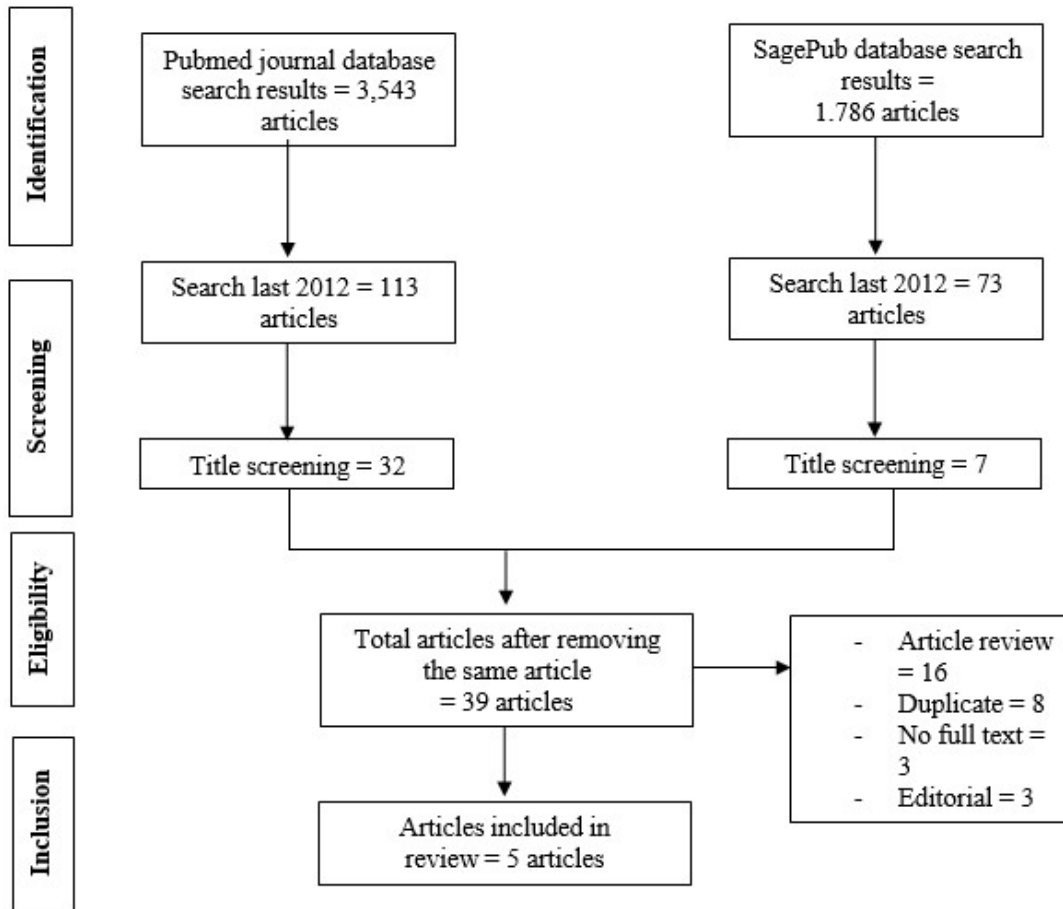 Identification
Pubmed journal database
search results = 3,543
articles
SagePub database search
results =
1.786 articles
Screening
Search last 2012 = 113
articles
Search last 2012 = 73
articles
Title screening = 32
Title screening = 7
Eligibility
Total articles after removing
the same article
= 39 articles
- Article review
= 16
- Duplicate = 8
- No full text =
3
- Editorial = 3
Inclusion
Articles included in
review = 5 articles